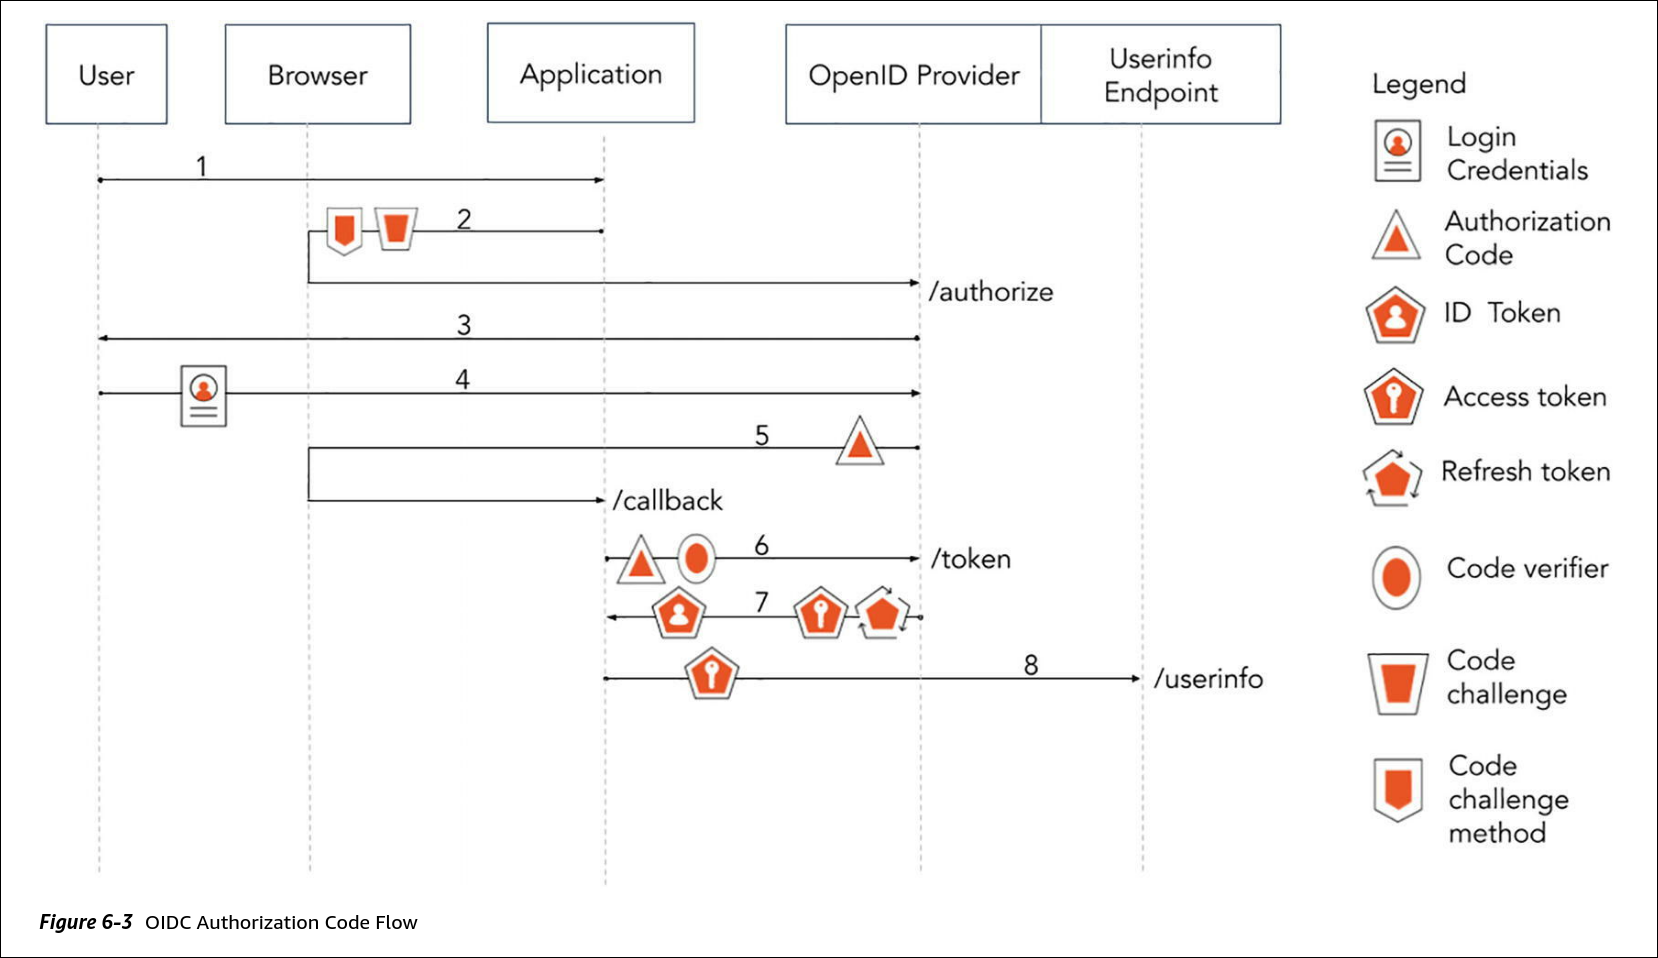 User
Browser
Application
OpenID Provider
Userinfo
Endpoint
1
2
/authorize
3
4
5
/callback
6
/token
7
8
/userinfo
Legend
Login
Credentials
Authorization
Code
ID Token
Access token
Refresh token
Code verifier
Code
challenge
Code
challenge
method
Figure 6-3 OIDC Authorization Code Flow